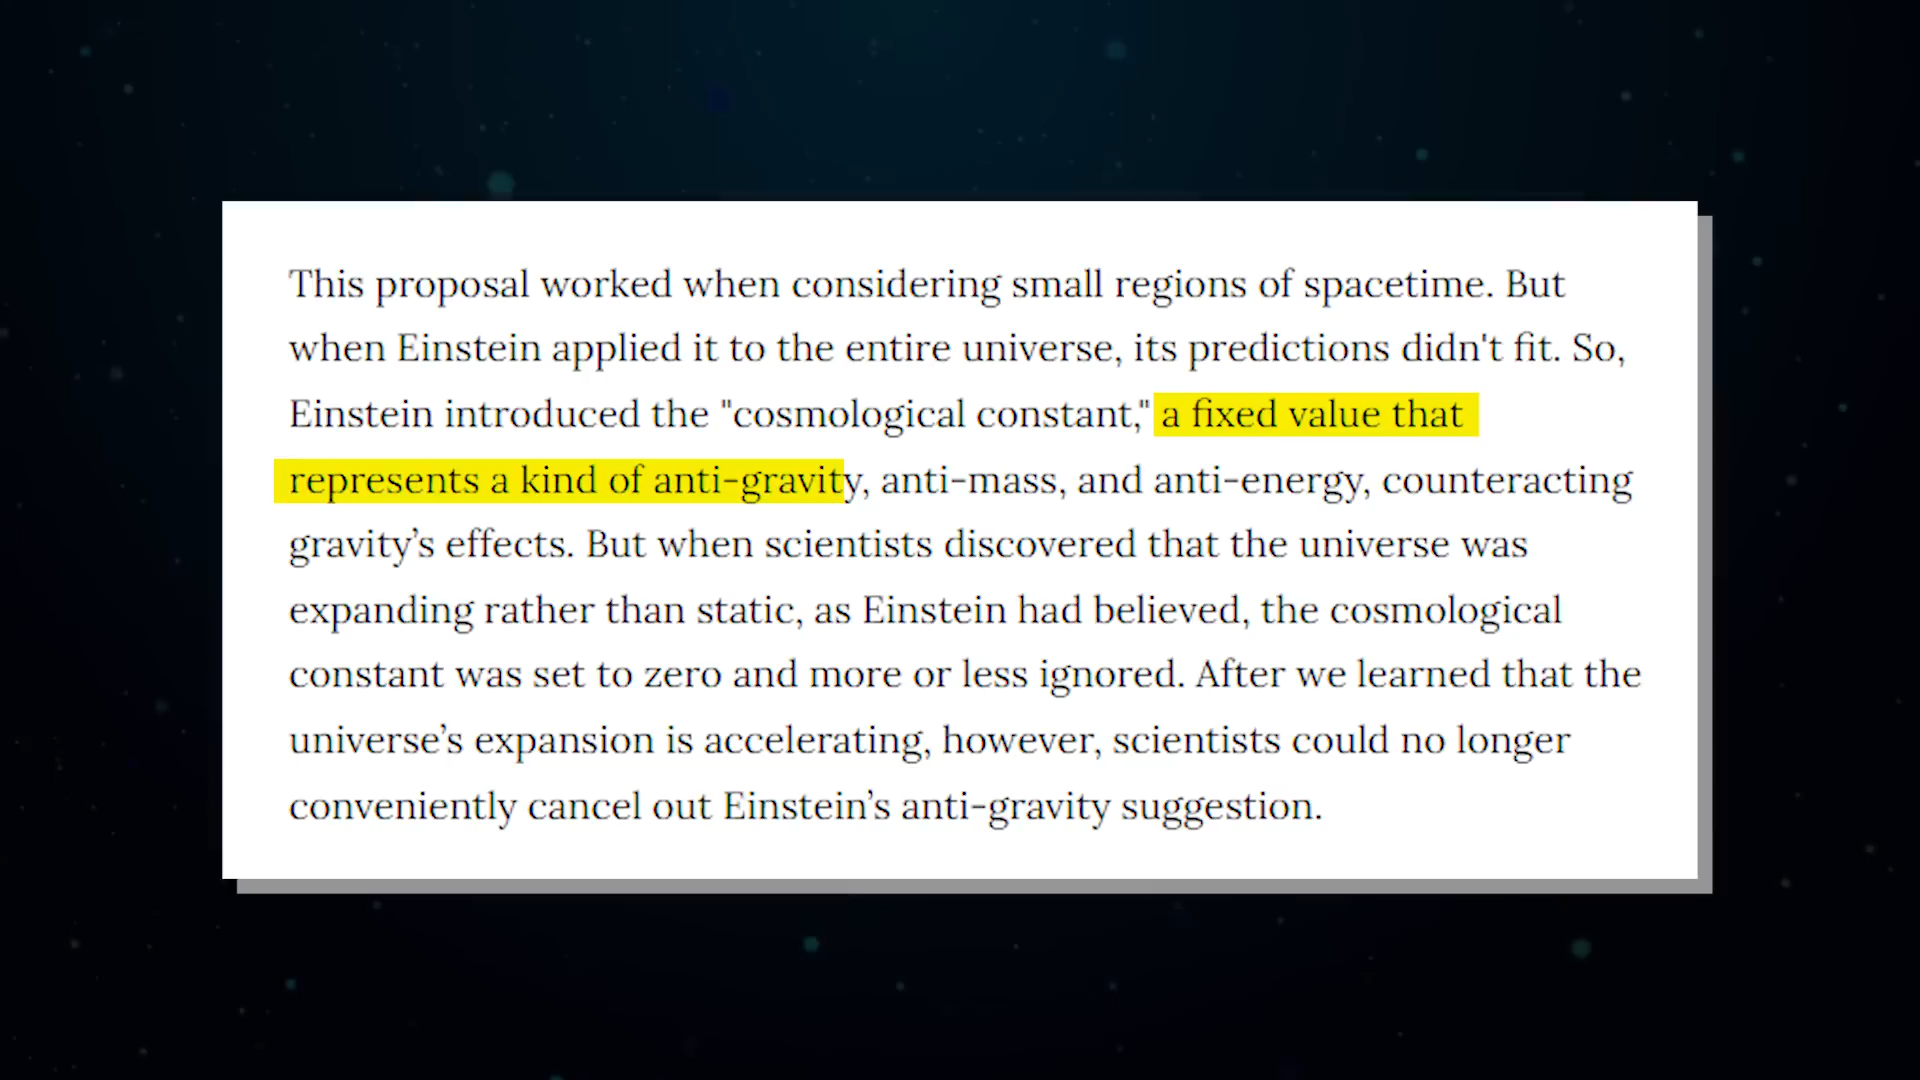 This proposal worked when considering small regions of spacetime. But
when Einstein applied it to the entire universe, its predictions didn't fit. So,
Einstein introduced the "cosmological constant," a fixed value that
represents a kind of anti-gravity, anti-mass, and anti-energy, counteracting
gravity’s effects. But when scientists discovered that the universe was
expanding rather than static, as Einstein had believed, the cosmological
constant was set to zero and more or less ignored. After we learned that the
universe’s expansion is accelerating, however, scientists could no longer
conveniently cancel out Einstein’s anti-gravity suggestion.